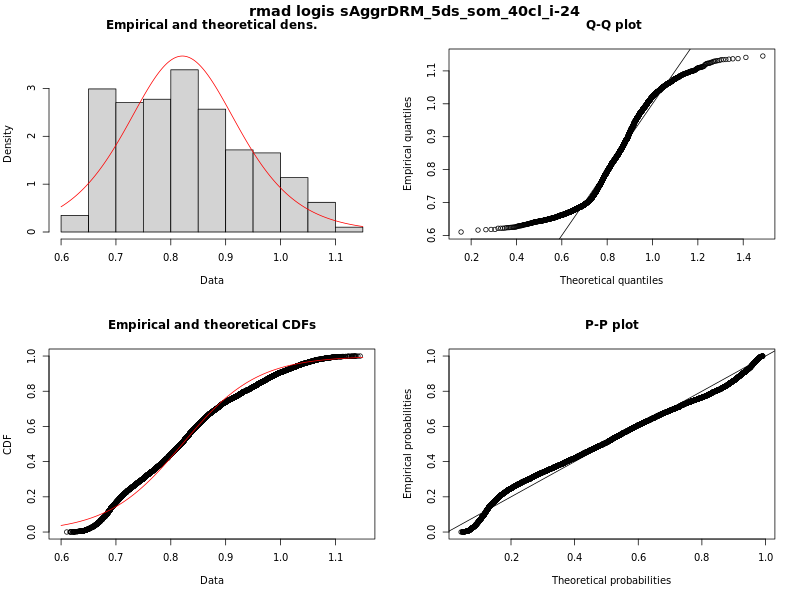 rmad logis sAggrDRM_5ds_som_40cl_i-24
Empirical and theoretical dens.
Density
0 1 2 3
0.6 0.7 0.8 0.9 1.0 1.1
Data
Q-Q plot
Empirical quantiles
0.6 0.7 0.8 0.9 1.0 1.1
0.2 0.4 0.6 0.8 1.0 1.2 1.4
Theoretical quantiles
Empirical and theoretical CDFs
CDF
0.0 0.2 0.4 0.6 0.8 1.0
0.6 0.7 0.8 0.9 1.0 1.1
Data
P-P plot
Empirical probabilities
0.0 0.2 0.4 0.6 0.8 1.0
0.2 0.4 0.6 0.8 1.0
Theoretical probabilities